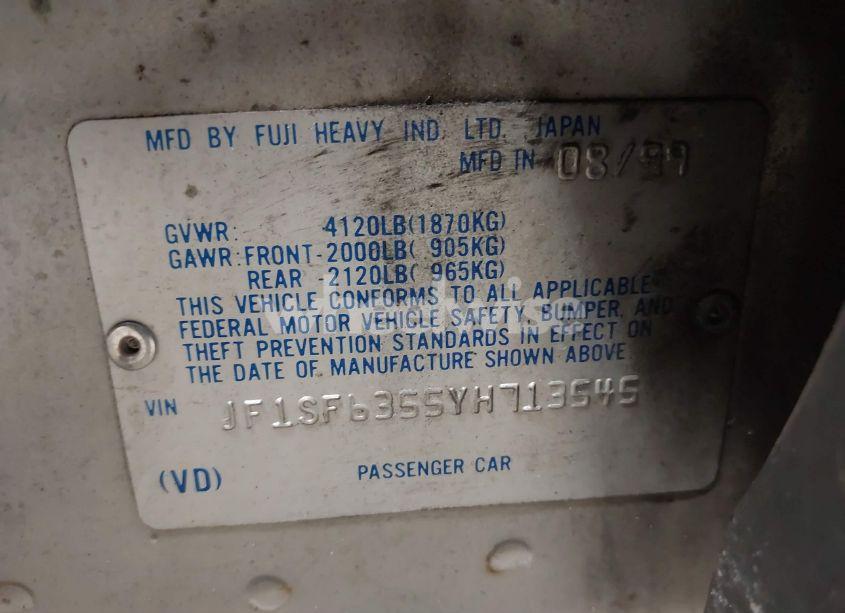 MFD BY FUJI HEAVY IND. LTD. JAPAN
MFD IN 08/99
GVWR: 4120LB(1870KG)
GAWR:FRONT-2000LB( 905KG)
REAR -2120LB( 965KG)
THIS VEHICLE CONFORMS TO ALL APPLICABLE
FEDERAL MOTOR VEHICLE SAFETY, BUMPER, AND
THEFT PREVENTION STANDARDS IN EFFECT ON
THE DATE OF MANUFACTURE SHOWN ABOVE
VIN JF1SF6355YH713545
(VD) PASSENGER CAR